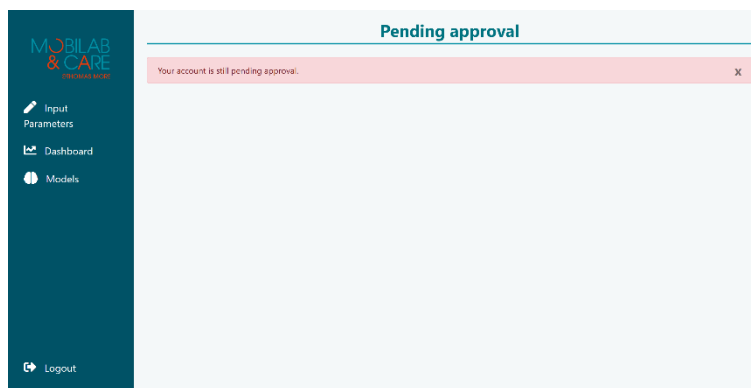 MOBILAB
& CARE
Pending approval
Your account is still pending approval.
x
Input
Parameters
Dashboard
Models
Logout